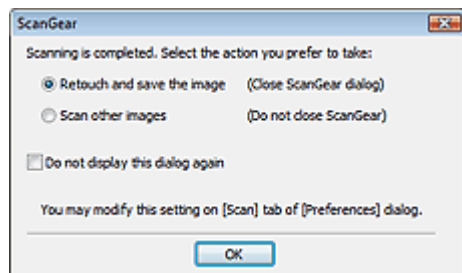 ScanGear
Scanning is completed. Select the action you prefer to take:
Retouch and save the image (Close ScanGear dialog)
Scan other images (Do not close ScanGear)
Do not display this dialog again
You may modify this setting on [Scan] tab of [Preferences] dialog.
OK